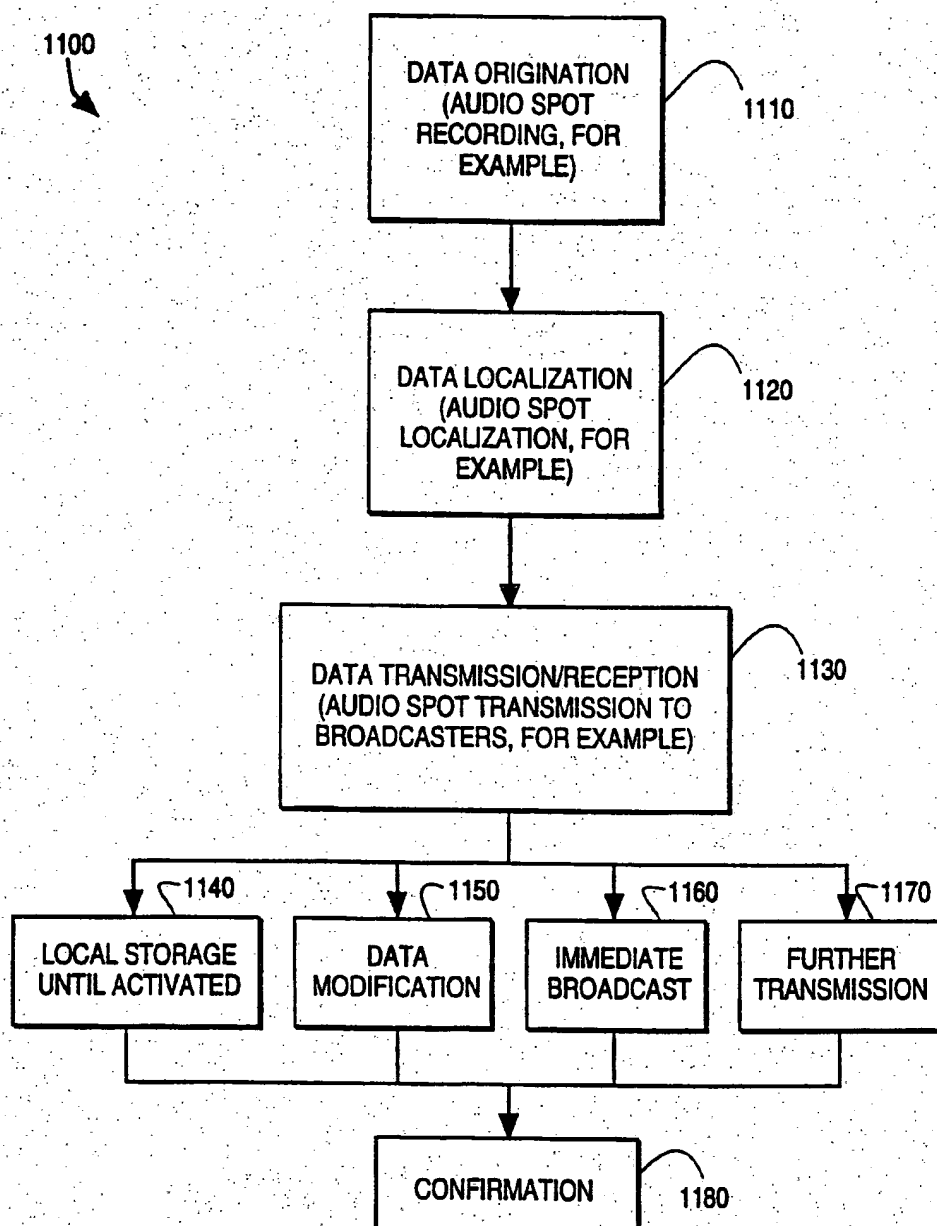 1100
DATA ORIGINATION
(AUDIO SPOT
RECORDING, FOR
EXAMPLE)
1110
DATA LOCALIZATION
(AUDIO SPOT
LOCALIZATION, FOR
EXAMPLE)
1120
DATA TRANSMISSION/RECEPTION
(AUDIO SPOT TRANSMISSION TO
BROADCASTERS, FOR EXAMPLE)
1130
1140
LOCAL STORAGE
UNTIL ACTIVATED
1150
DATA
MODIFICATION
1160
IMMEDIATE
BROADCAST
1170
FURTHER
TRANSMISSION
CONFIRMATION
1180